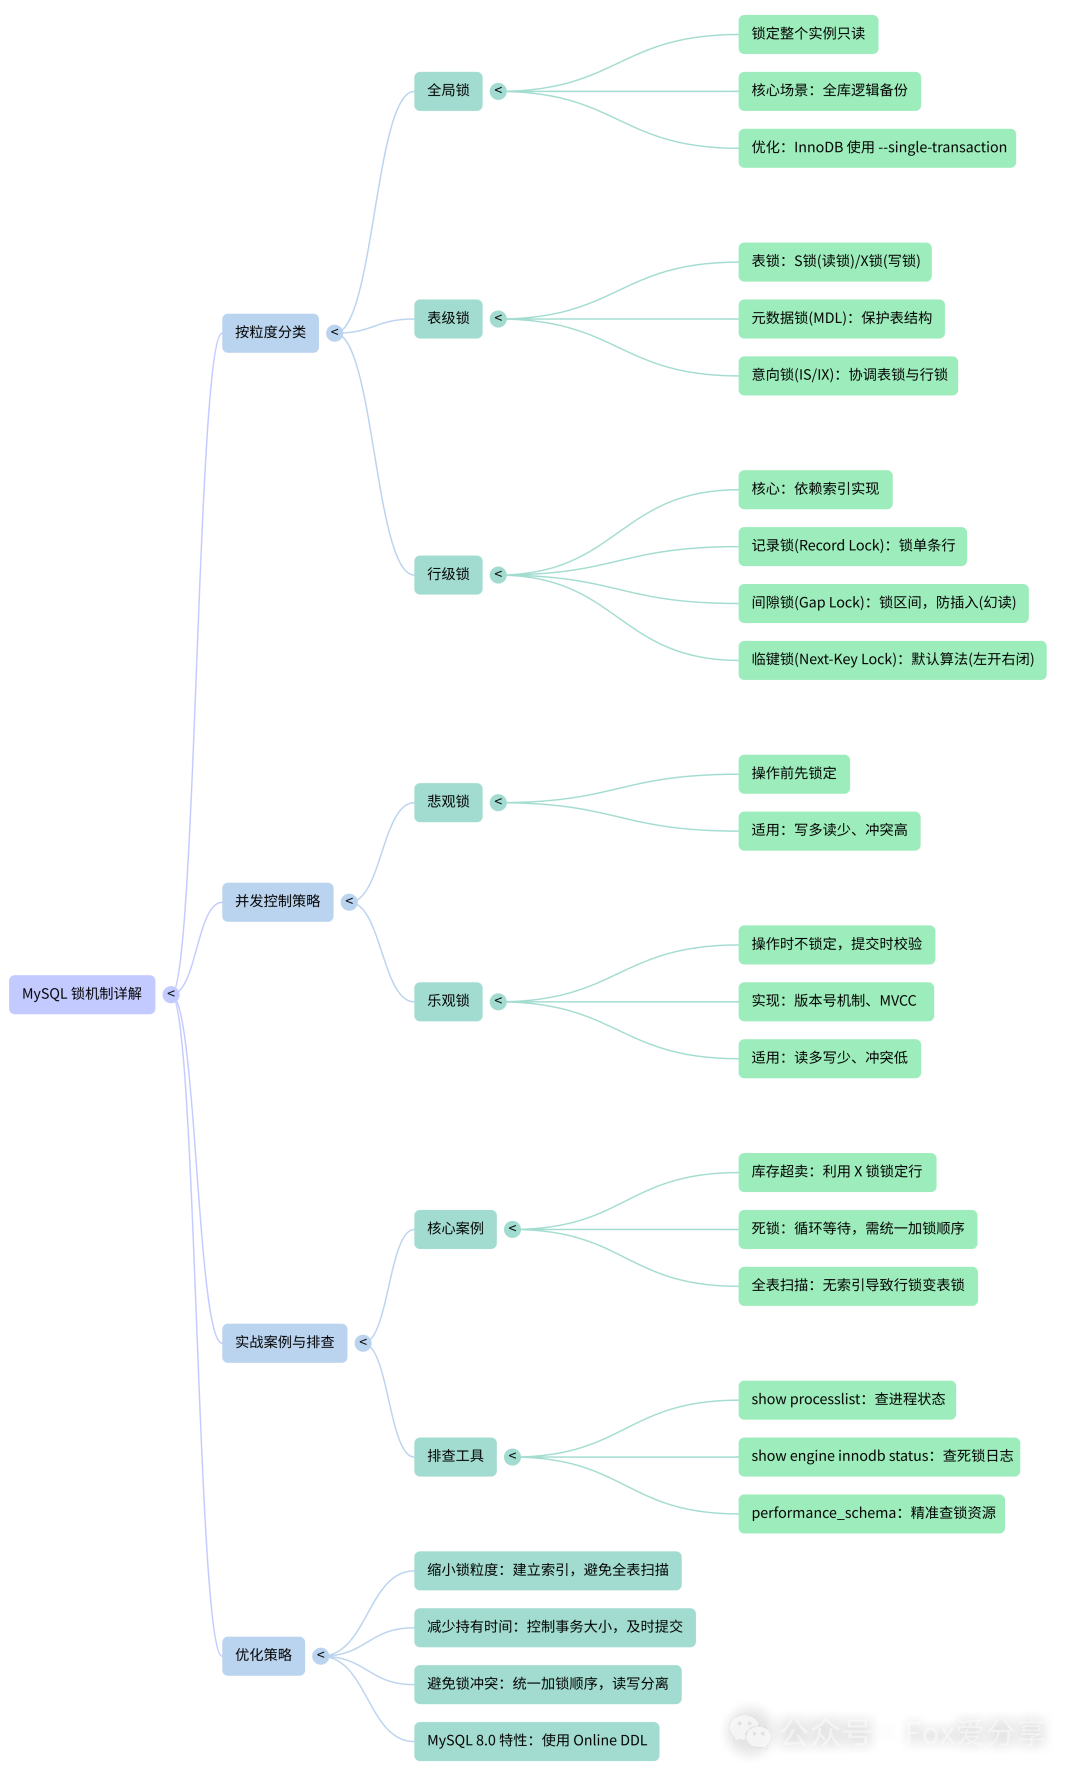 MySQL 锁机制详解
按粒度分类
全局锁
锁定整个实例只读
核心场景：全库逻辑备份
优化：InnoDB 使用 --single-transaction
表级锁
表锁：S锁(读锁)/X锁(写锁)
元数据锁(MDL)：保护表结构
意向锁(IS/IX)：协调表锁与行锁
行级锁
核心：依赖索引实现
记录锁(Record Lock)：锁单条行
间隙锁(Gap Lock)：锁区间，防插入(幻读)
临键锁(Next-Key Lock)：默认算法(左开右闭)
并发控制策略
悲观锁
操作前先锁定
适用：写多读少、冲突高
乐观锁
操作时不锁定，提交时校验
实现：版本号机制、MVCC
适用：读多写少、冲突低
实战案例与排查
核心案例
库存超卖：利用 X 锁锁定行
死锁：循环等待，需统一加锁顺序
全表扫描：无索引导致行锁变表锁
排查工具
show processlist：查进程状态
show engine innodb status：查死锁日志
performance_schema：精准查锁资源
优化策略
缩小锁粒度：建立索引，避免全表扫描
减少持有时间：控制事务大小，及时提交
避免锁冲突：统一加锁顺序，读写分离
MySQL 8.0 特性：使用 Online DDL
公众号 · Fox爱分享